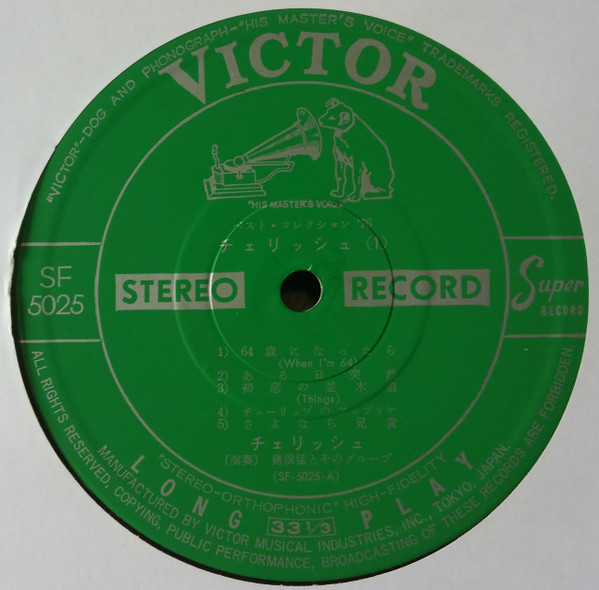 "VICTOR"-DOG AND PHONOGRAPH-"HIS MASTER'S VOICE" TRADEMARKS REGISTERED.
VICTOR
"HIS MASTER'S VOICE"
ベスト・コレクション '75
チェリッシュ (1)
SF
5025
STEREO
RECORD
Super
RECORD
1) 64歳になったら
(When I'm 64)
2) ある日突然
3) 初恋の並木道
(Things)
4) チューリップのアップリケ
5) さよなら兄貴
チェリッシュ
(演奏) 猪俣猛とそのグループ
(SF-5025-A)
"STEREO-ORTHOPHONIC" HIGH-FIDELITY
LONG 33 1/3 PLAY
MANUFACTURED BY VICTOR MUSICAL INDUSTRIES, INC., TOKYO, JAPAN.
ALL RIGHTS RESERVED, COPYING, PUBLIC PERFORMANCE, BROADCASTING OF THESE RECORDS ARE FORBIDDEN